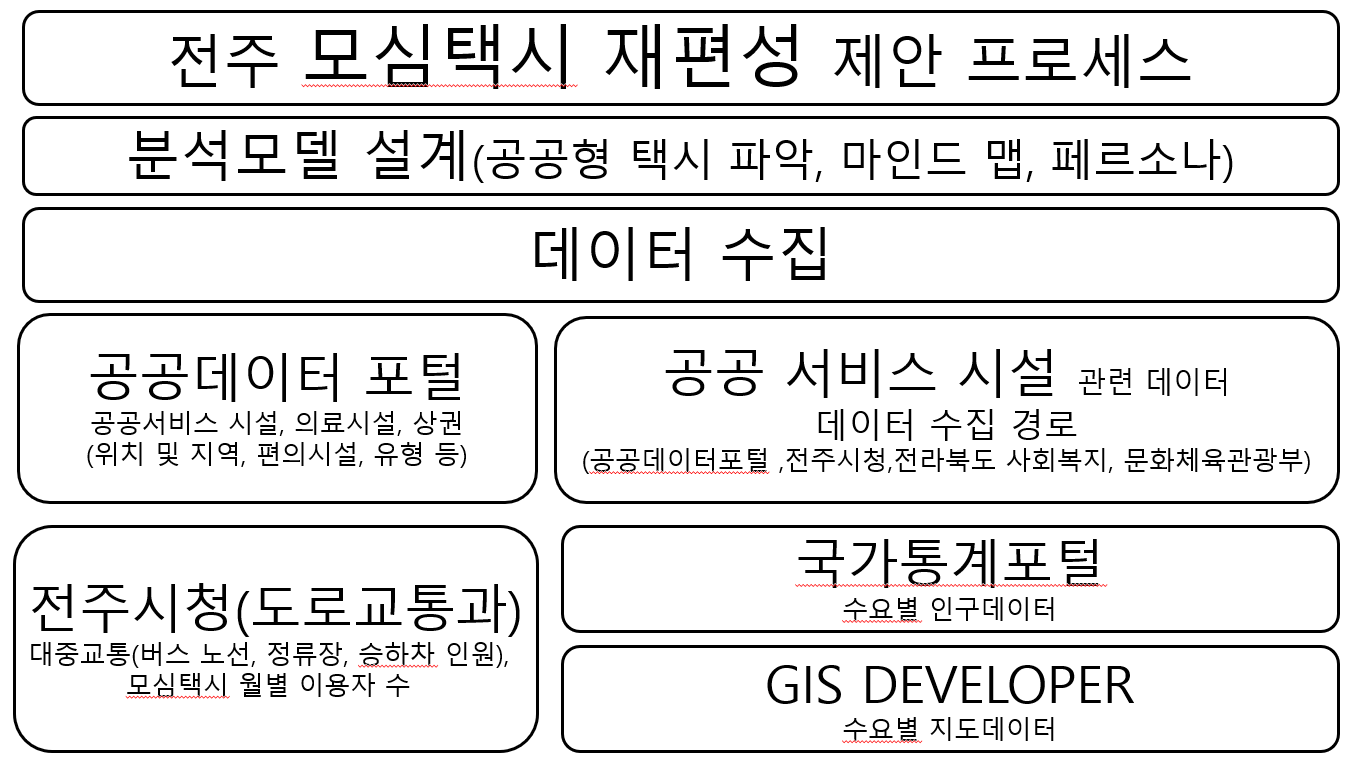 전주 모심택시 재편성 제안 프로세스
분석모델 설계(공공형 택시 파악, 마인드 맵, 페르소나)
데이터 수집
공공데이터 포털
공공서비스 시설, 의료시설, 상권
(위치 및 지역, 편의시설, 유형 등)
공공 서비스 시설 관련 데이터
데이터 수집 경로
(공공데이터포털 ,전주시청,전라북도 사회복지, 문화체육관광부)
전주시청(도로교통과)
대중교통(버스 노선, 정류장, 승하차 인원),
모심택시 월별 이용자 수
국가통계포털
수요별 인구데이터
GIS DEVELOPER
수요별 지도데이터